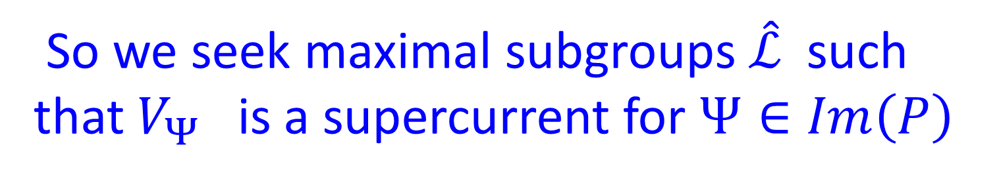 So we seek maximal subgroups ℒ̂ such
that V_Ψ is a supercurrent for Ψ ∈ Im(P)